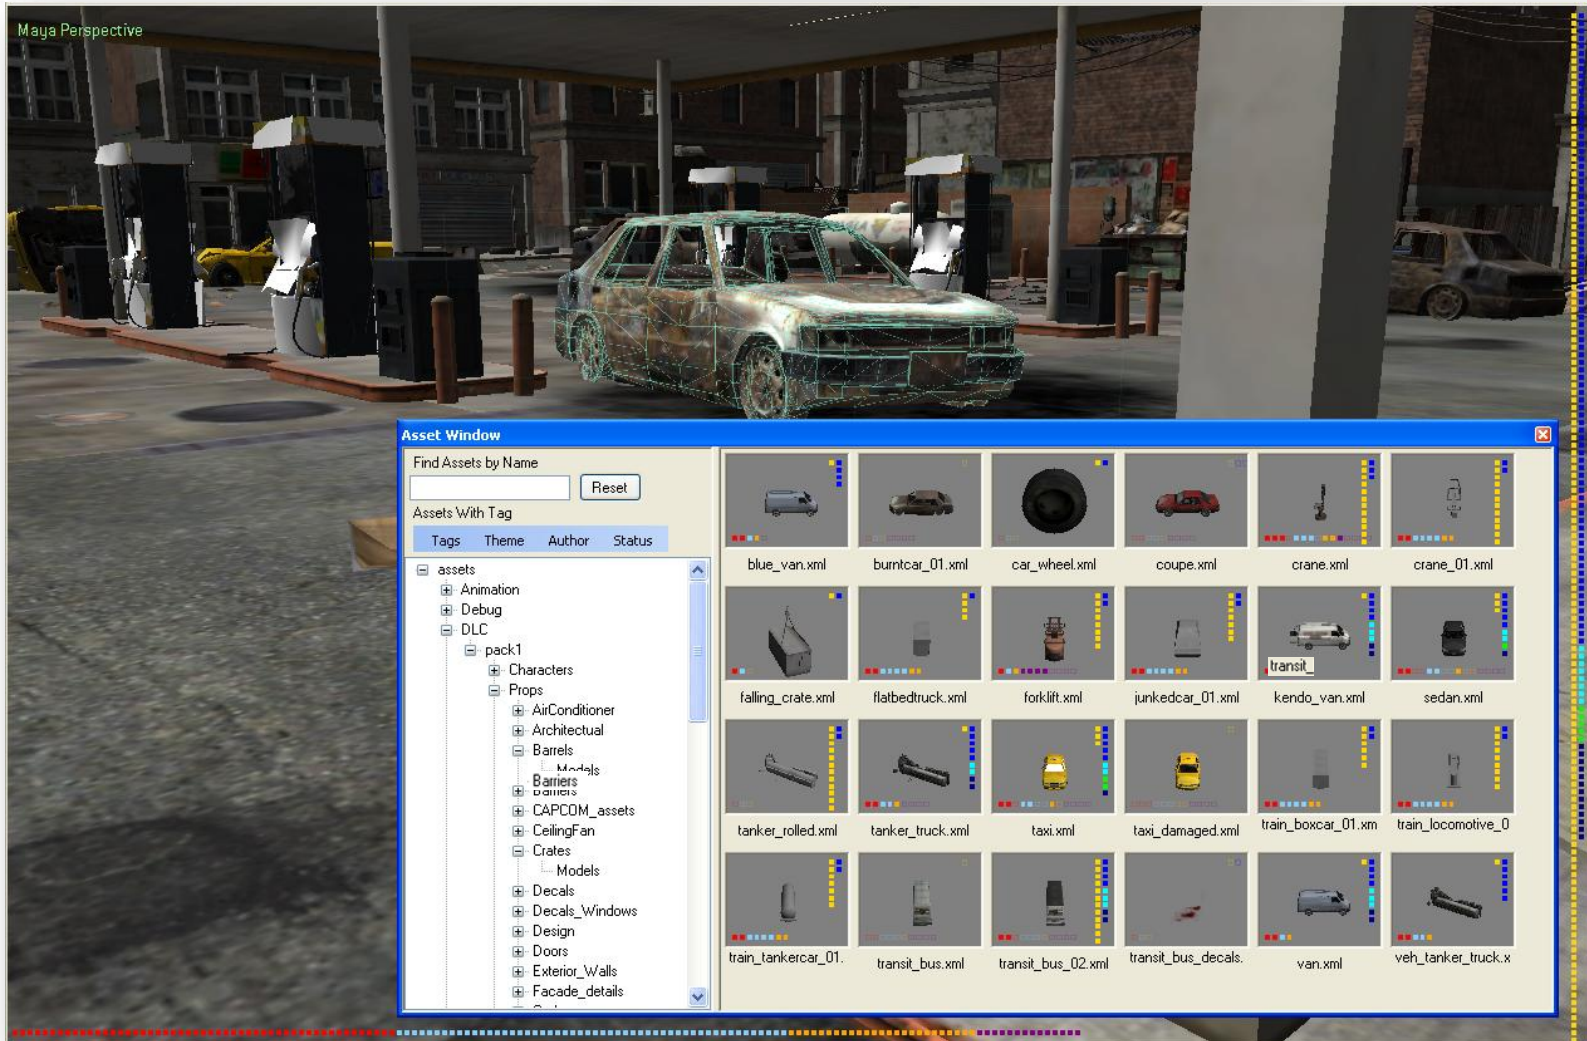 Maya Perspective
Asset Window
Find Assets by Name
Reset
Assets With Tag
Tags Theme Author Status
assets
Animation
Debug
DLC
pack1
Characters
Props
AirConditioner
Architectual
Barrels
Models
Barriers
Barriers
CAPCOM_assets
CeilingFan
Crates
Models
Decals
Decals_Windows
Design
Doors
Exterior_Walls
Facade_details
blue_van.xml burntcar_01.xml car_wheel.xml coupe.xml crane.xml crane_01.xml
transit_
falling_crate.xml flatbedtruck.xml forklift.xml junkedcar_01.xml kendo_van.xml sedan.xml
tanker_rolled.xml tanker_truck.xml taxi.xml taxi_damaged.xml train_boxcar_01.xm train_locomotive_0
train_tankercar_01. transit_bus.xml transit_bus_02.xml transit_bus_decals. van.xml veh_tanker_truck.x